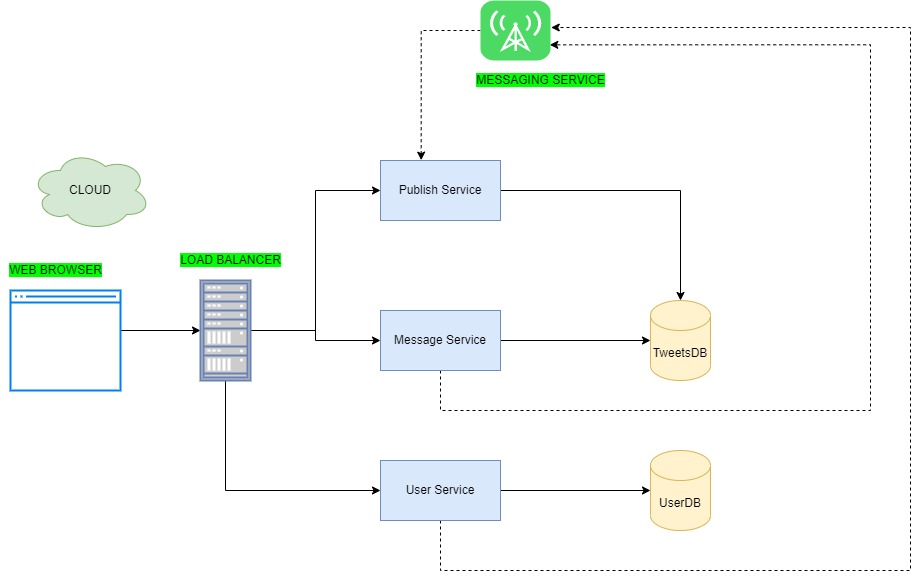 MESSAGING SERVICE
CLOUD
Publish Service
LOAD BALANCER
WEB BROWSER
Message Service
TweetsDB
User Service
UserDB